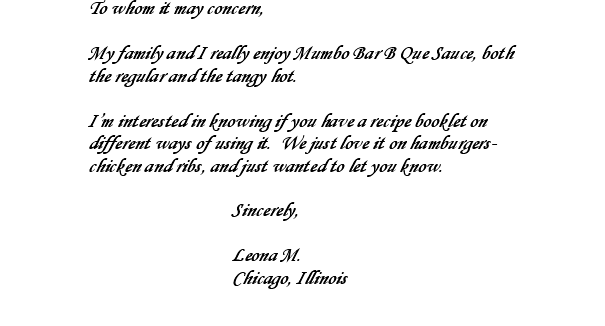 To whom it may concern,
My family and I really enjoy Mumbo Bar B Que Sauce, both
the regular and the tangy hot.
I'm interested in knowing if you have a recipe booklet on
different ways of using it. We just love it on hamburgers-
chicken and ribs, and just wanted to let you know.
Sincerely,
Leona M.
Chicago, Illinois